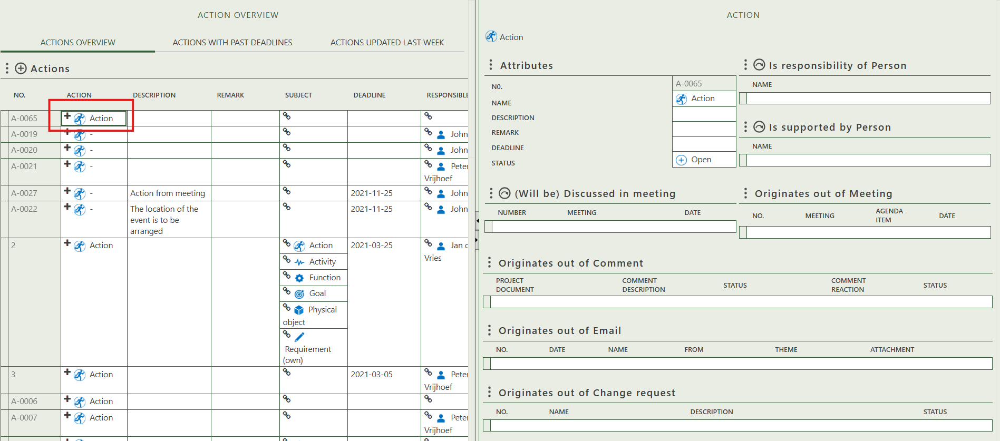 ACTION OVERVIEW
ACTIONS OVERVIEW ACTIONS WITH PAST DEADLINES ACTIONS UPDATED LAST WEEK
Actions
NO. ACTION DESCRIPTION REMARK SUBJECT DEADLINE RESPONSIBLE
A-0065 Action
A-0019 - John
A-0020 - John
A-0021 - Peter
Vrijhoef
A-0027 - Action from meeting 2021-11-25 John
A-0022 - The location of the 2021-11-25 John
event is to be
arranged
2 Action Action 2021-03-25 Jan d
Activity Vries
Function
Goal
Physical
object
Requirement
(own)
3 Action 2021-03-05 Peter
Vrijhoef
A-0006 Action
A-0007 Action Peter
Vrijhoef
ACTION
Action
Attributes
N0. A-0065
NAME Action
DESCRIPTION
REMARK
DEADLINE
STATUS Open
Is responsibility of Person
NAME
Is supported by Person
NAME
(Will be) Discussed in meeting
NUMBER MEETING DATE
Originates out of Meeting
NO. MEETING AGENDA DATE
ITEM
Originates out of Comment
PROJECT COMMENT STATUS COMMENT STATUS
DOCUMENT DESCRIPTION REACTION
Originates out of Email
NO. DATE NAME FROM THEME ATTACHMENT
Originates out of Change request
NO. NAME DESCRIPTION STATUS